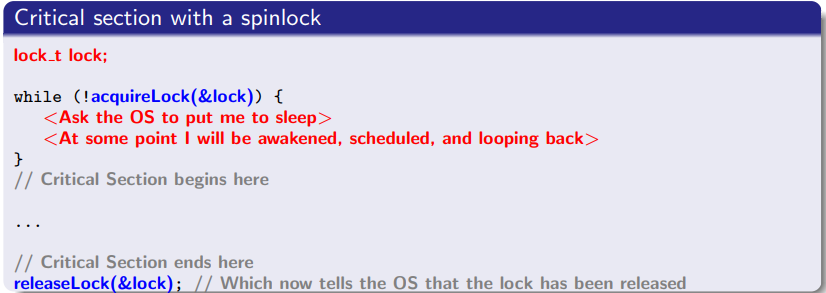 Critical section with a spinlock
lock_t lock;
while (!acquireLock(&lock)) {
<Ask the OS to put me to sleep>
<At some point I will be awakened, scheduled, and looping back>
}
// Critical Section begins here
...
// Critical Section ends here
releaseLock(&lock); // Which now tells the OS that the lock has been released